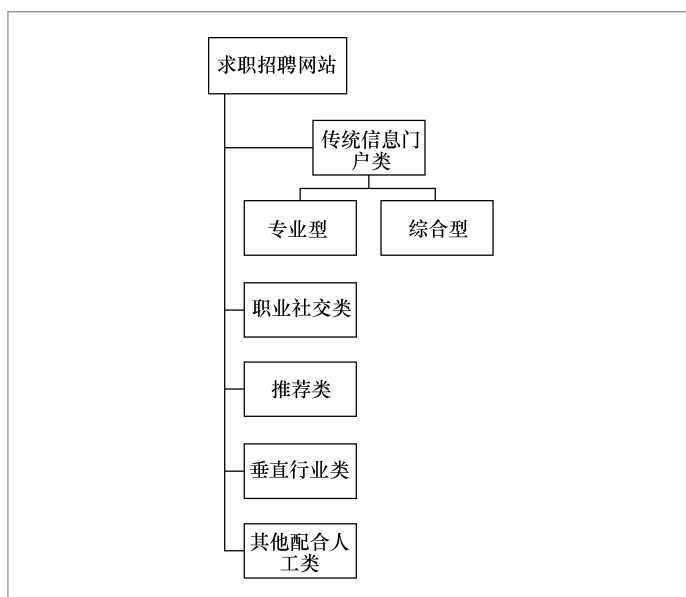 求职招聘网站
传统信息门
户类
专业型
综合型
职业社交类
推荐类
垂直行业类
其他配合人
工类